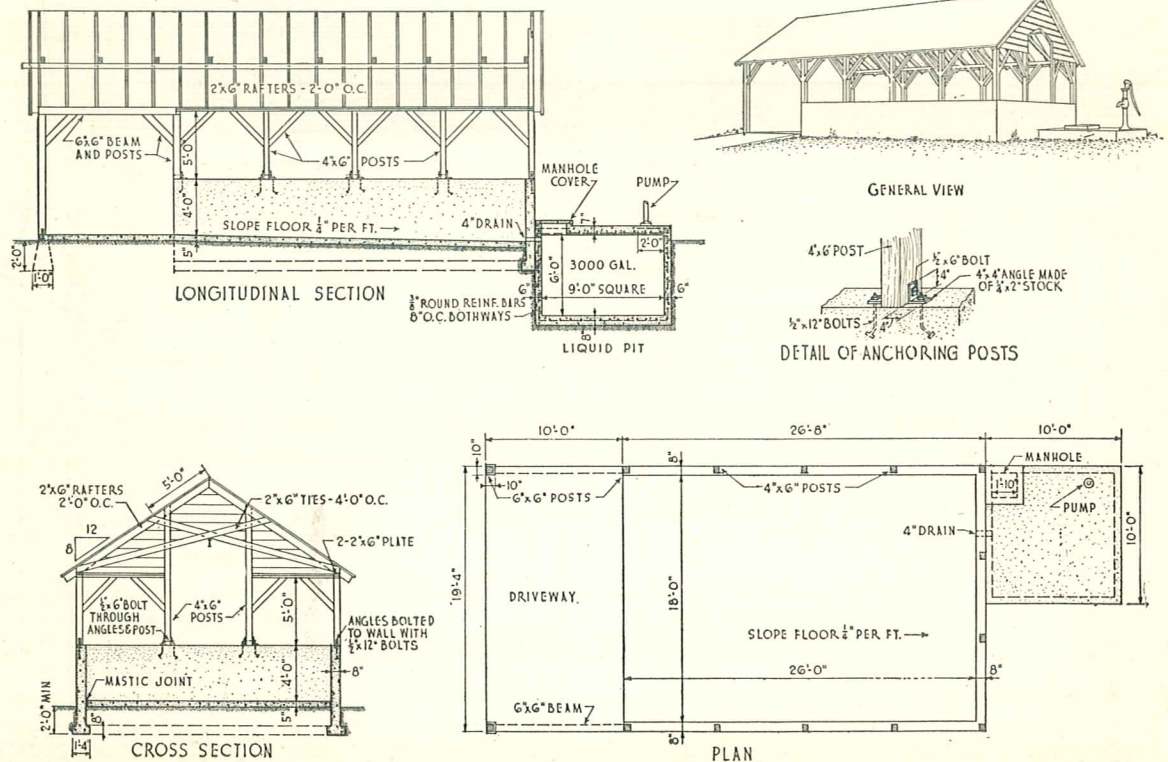 2"x6" RAFTERS - 2'-0" O.C.
6"x6" BEAM
AND POSTS
5'-0"
4"x6" POSTS
4'-0"
SLOPE FLOOR 1/4" PER FT.
5"
2'-0"
1'-0"
LONGITUDINAL SECTION
MANHOLE
COVER
PUMP
7"
4" DRAIN
2'-0"
6'-0"
3000 GAL.
9'-0" SQUARE
6"
6"
3/8" ROUND REINF. BARS
8" O.C. BOTHWAYS
8"
LIQUID PIT
GENERAL VIEW
4"x6" POST
1/2"x6" BOLT
4"
4"x4" ANGLE MADE
OF 1/4"x2" STOCK
1/2"x12" BOLTS
4"
DETAIL OF ANCHORING POSTS
5'-0"
2"x6" RAFTERS
2'-0" O.C.
2"x6" TIES - 4'-0" O.C.
12
8
2-2"x6" PLATE
1/2"x6" BOLT
THROUGH
ANGLES & POST
4"x6"
POSTS
5'-0"
ANGLES BOLTED
TO WALL WITH
1/2"x12" BOLTS
8"
MASTIC JOINT
4'-0"
2'-0" MIN
8"
5"
1'-4"
CROSS SECTION
10'-0"
26'-8"
10'-0"
10"
8"
MANHOLE
10"
6"x6" POSTS
4"x6" POSTS
1'-10"
PUMP
4" DRAIN
10'-0"
19'-4"
DRIVEWAY.
18'-0"
SLOPE FLOOR 1/4" PER FT.
26'-0"
8"
6"x6" BEAM
8"
PLAN